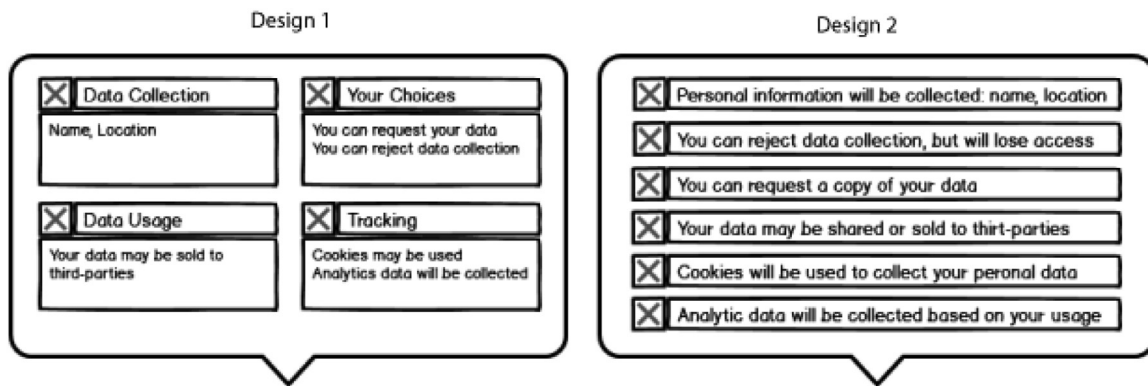 Design 1
Data Collection
Name, Location
Your Choices
You can request your data
You can reject data collection
Data Usage
Your data may be sold to
third-parties
Tracking
Cookies may be used
Analytics data will be collected
Design 2
Personal information will be collected: name, location
You can reject data collection, but will lose access
You can request a copy of your data
Your data may be shared or sold to thirt-parties
Cookies will be used to collect your peronal data
Analytic data will be collected based on your usage